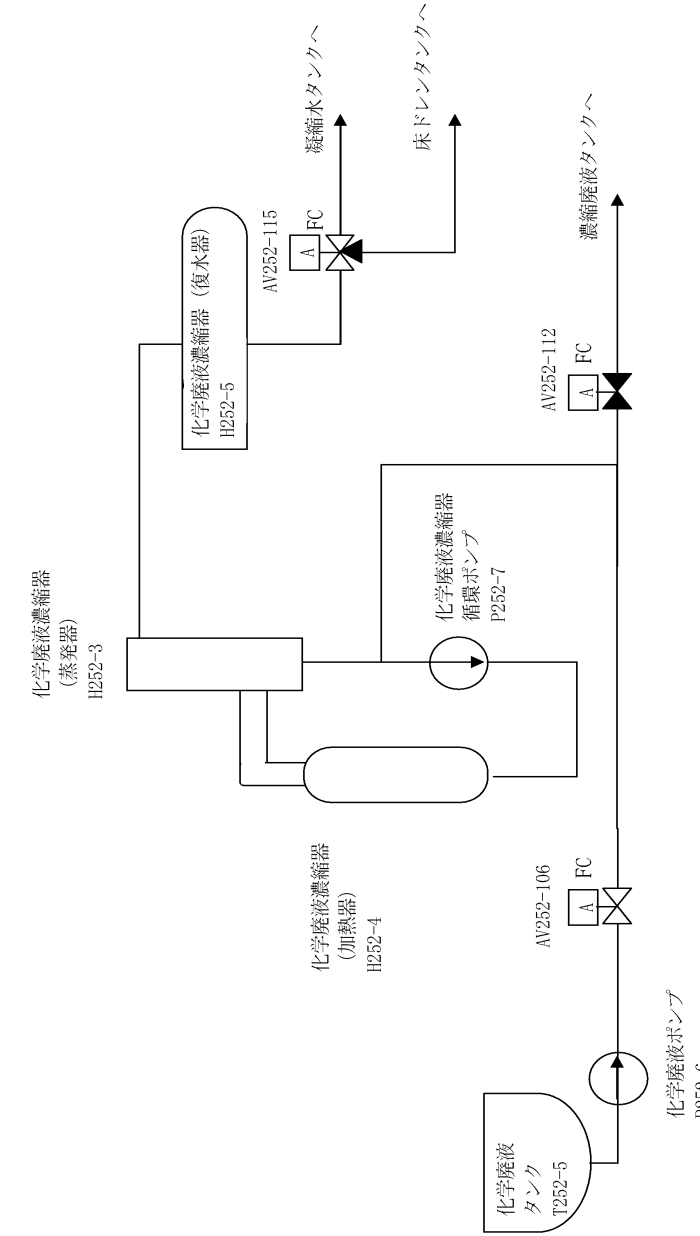 化学廃液濃縮器
(蒸発器)
H252-3
化学廃液濃縮器（復水器）
H252-5
凝縮水タンクへ
床ドレンタンクへ
AV252-115
FC
A
濃縮廃液タンクへ
AV252-112
FC
A
化学廃液濃縮器
循環ポンプ
P252-7
化学廃液濃縮器
(加熱器)
H252-4
AV252-106
FC
A
化学廃液
タンク
T252-5
化学廃液ポンプ